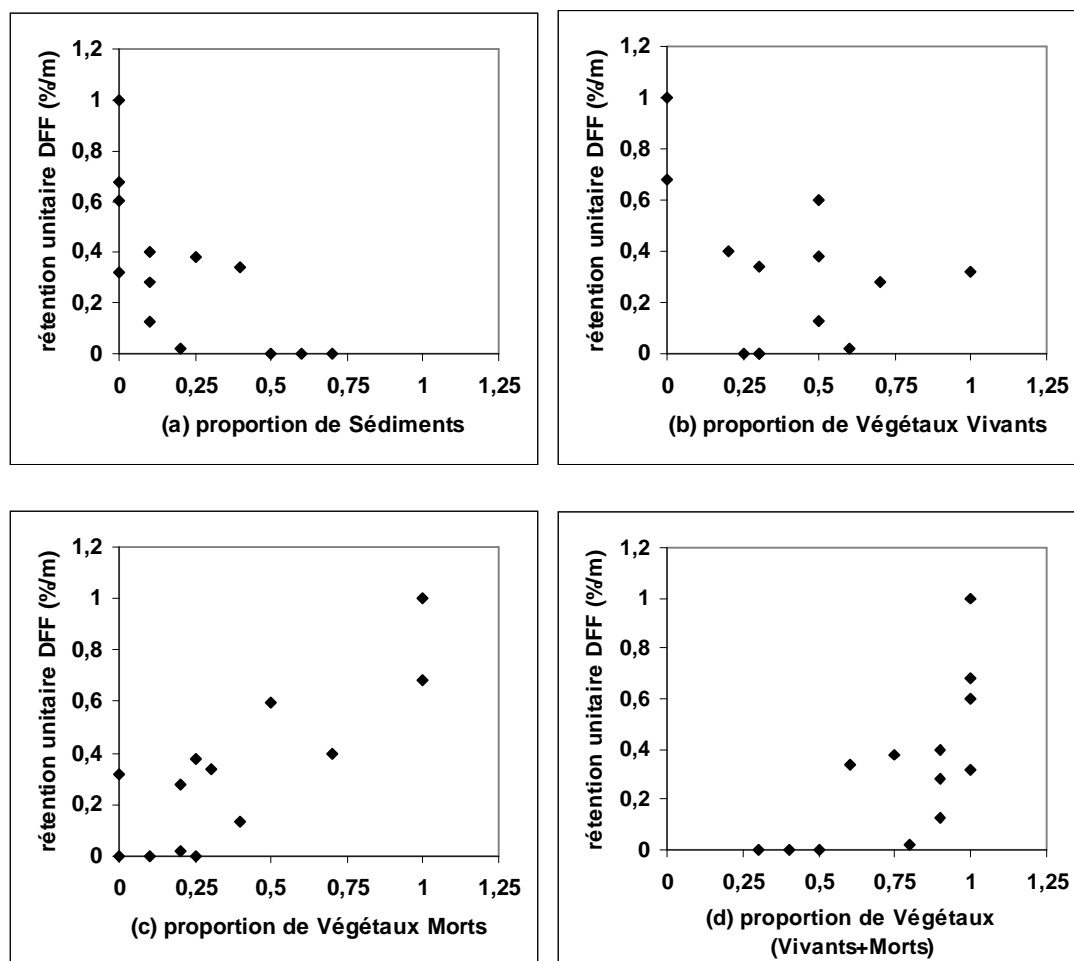 rétention unitaire DFF (%/m)
1,2
1
0,8
0,6
0,4
0,2
0
0 0,25 0,5 0,75 1 1,25
(a) proportion de Sédiments
rétention unitaire DFF (%/m)
1,2
1
0,8
0,6
0,4
0,2
0
0 0,25 0,5 0,75 1 1,25
(b) proportion de Végétaux Vivants
rétention unitaire DFF (%/m)
1,2
1
0,8
0,6
0,4
0,2
0
0 0,25 0,5 0,75 1 1,25
(c) proportion de Végétaux Morts
rétention unitaire DFF (%/m)
1,2
1
0,8
0,6
0,4
0,2
0
0 0,25 0,5 0,75 1 1,25
(d) proportion de Végétaux
(Vivants+Morts)